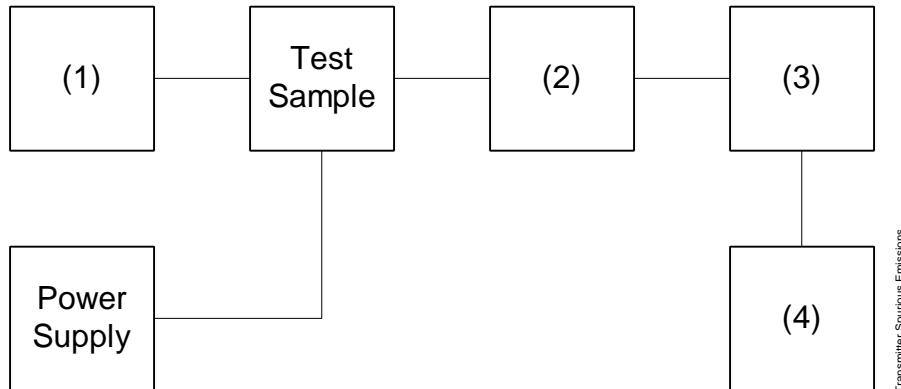 (1)
Test
Sample
(2)
(3)
Power
Supply
(4)
Transmitter Spurious Emissions